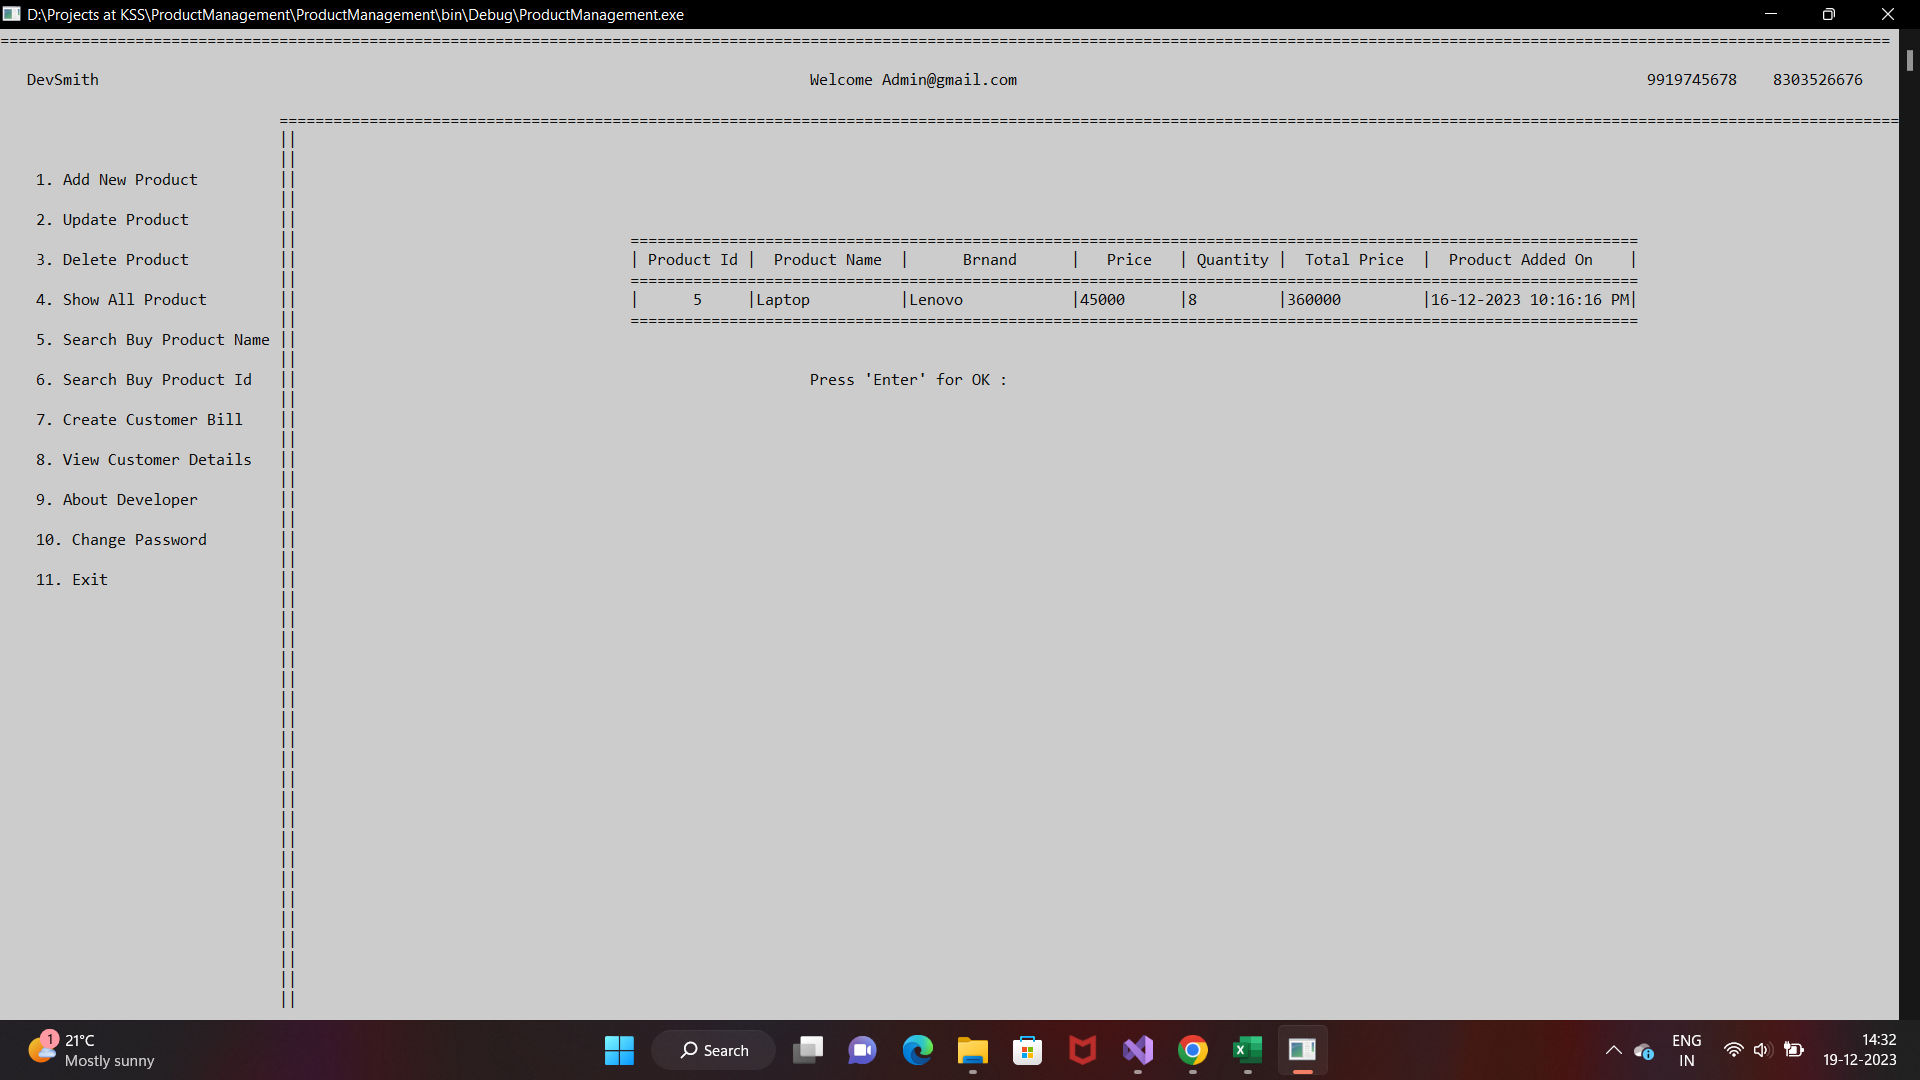 D:\Projects at KSS\ProductManagement\ProductManagement\bin\Debug\ProductManagement.exe
DevSmith Welcome Admin@gmail.com 9919745678 8303526676
1. Add New Product
2. Update Product
3. Delete Product
4. Show All Product
5. Search Buy Product Name
6. Search Buy Product Id
7. Create Customer Bill
8. View Customer Details
9. About Developer
10. Change Password
11. Exit
| Product Id | Product Name | Brnand | Price | Quantity | Total Price | Product Added On |
| 5 |Laptop |Lenovo |45000 |8 |360000 |16-12-2023 10:16:16 PM|
Press 'Enter' for OK :
1
21°C
Mostly sunny
Search
ENG
IN
14:32
19-12-2023